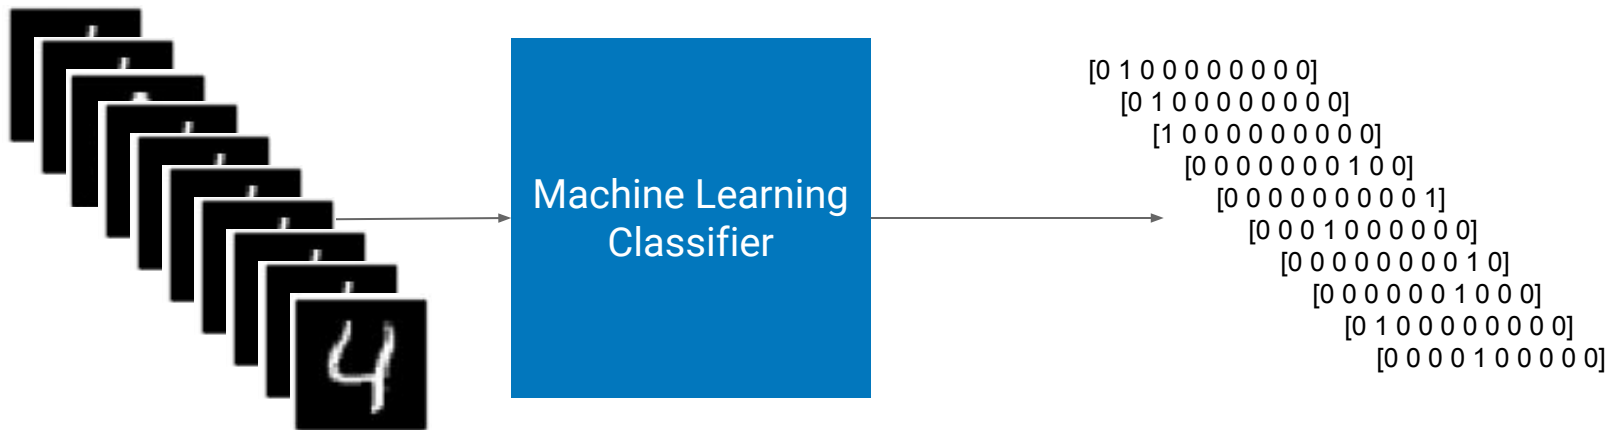 Machine Learning
Classifier
[0 1 0 0 0 0 0 0 0 0]
[0 1 0 0 0 0 0 0 0 0]
[1 0 0 0 0 0 0 0 0 0]
[0 0 0 0 0 0 0 1 0 0]
[0 0 0 0 0 0 0 0 0 1]
[0 0 0 1 0 0 0 0 0 0]
[0 0 0 0 0 0 0 0 1 0]
[0 0 0 0 0 0 1 0 0 0]
[0 1 0 0 0 0 0 0 0 0]
[0 0 0 0 1 0 0 0 0 0]
4